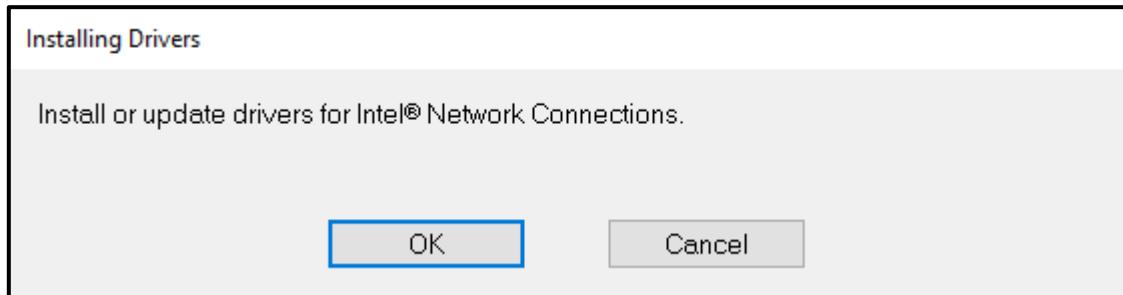 Installing Drivers
Install or update drivers for Intel® Network Connections.
OK
Cancel